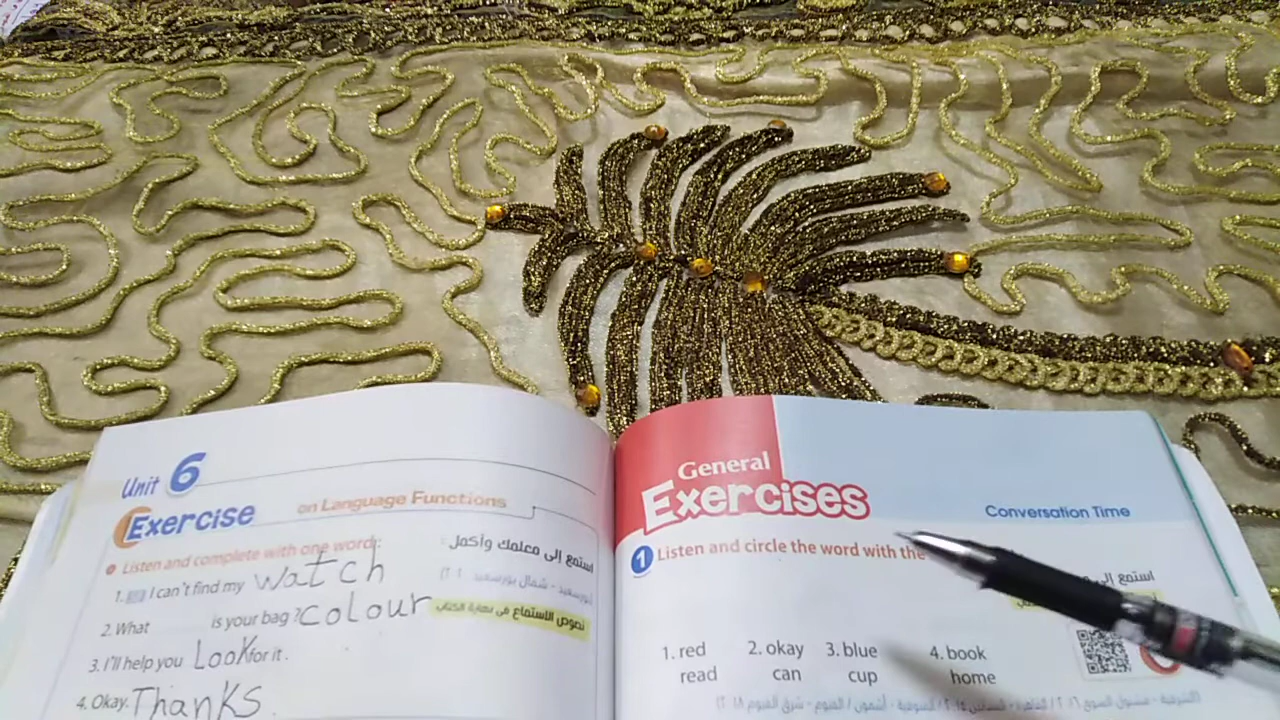 Unit 6
Exercise on Language Functions
Listen and complete with one word:
استمع إلى معلمك وأكمل:
1. I can't find my watch
2. What is your bag? colour
نصوص الاستماع فى نهاية الكتاب
3. I'll help you Look for it.
4. Okay. Thanks.
General
Exercises
Conversation Time
1 Listen and circle the word with the
استمع إلى
1. red 2. okay 3. blue 4. book
read can cup home